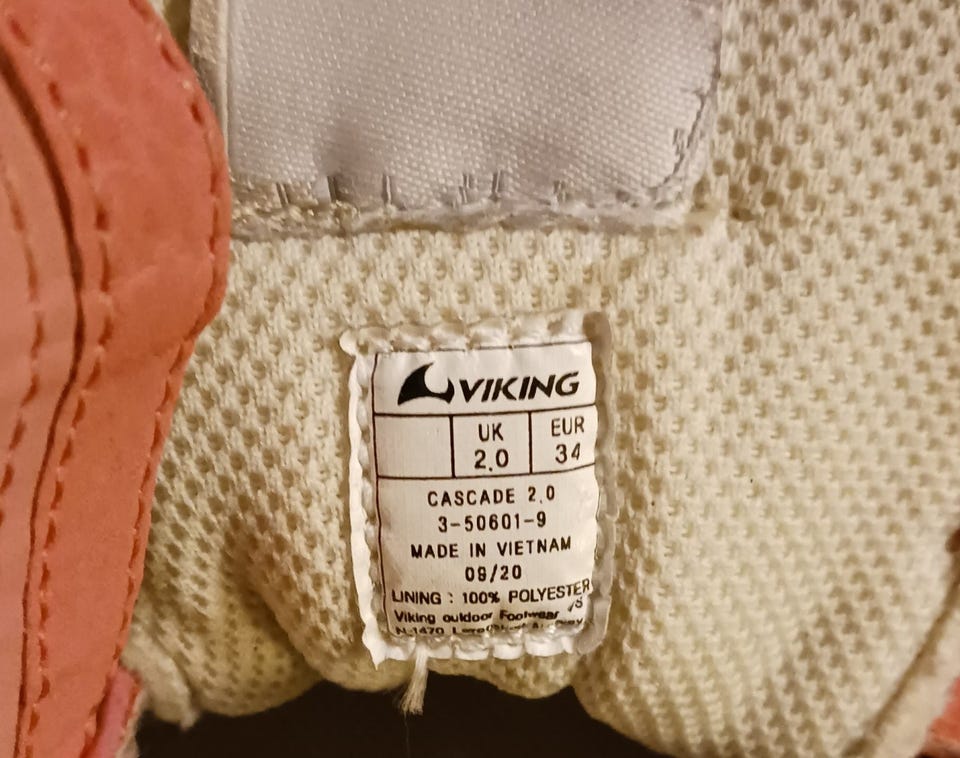 VIKING
UK EUR
2.0 34
CASCADE 2.0
3-50601-9
MADE IN VIETNAM
09/20
LINING : 100% POLYESTER
Viking outdoor Footwear
N-1470